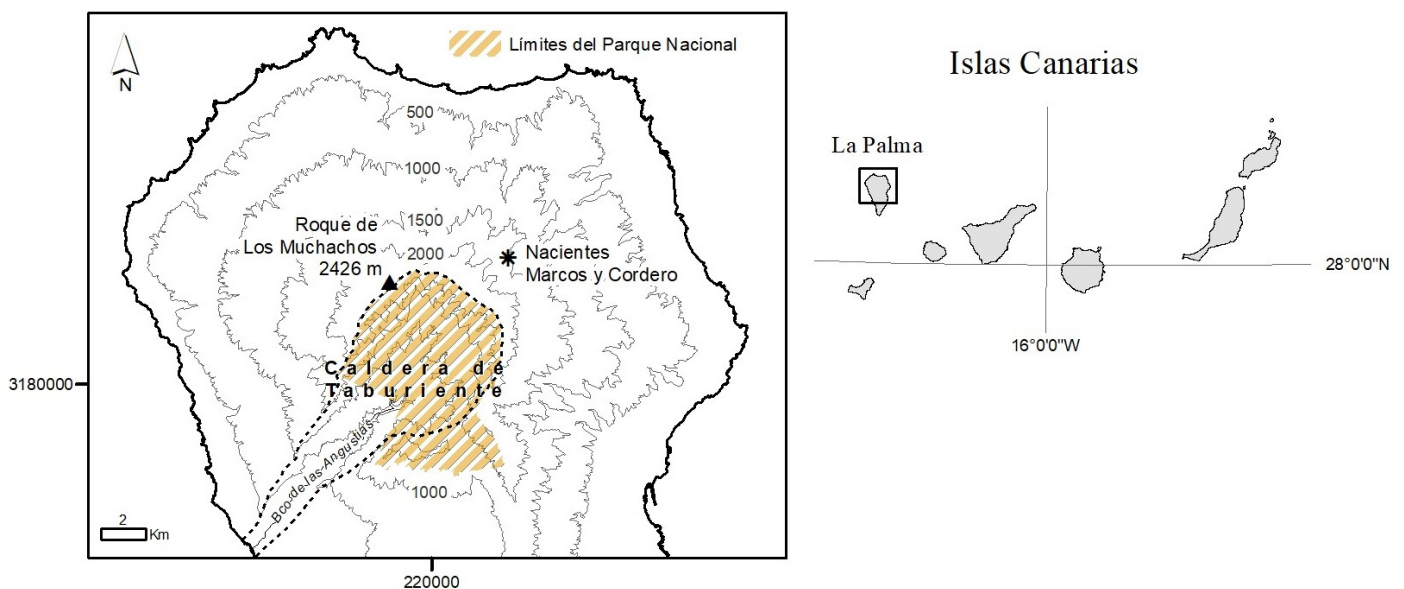 Límites del Parque Nacional
N
500
1000
1500
2000
Roque de
Los Muchachos
2426 m
Nacientes
Marcos y Cordero
Caldera de
Taburiente
3180000
Bco-de-las-Angustias
1000
2
Km
220000
Islas Canarias
La Palma
28°0'0"N
16°0'0"W